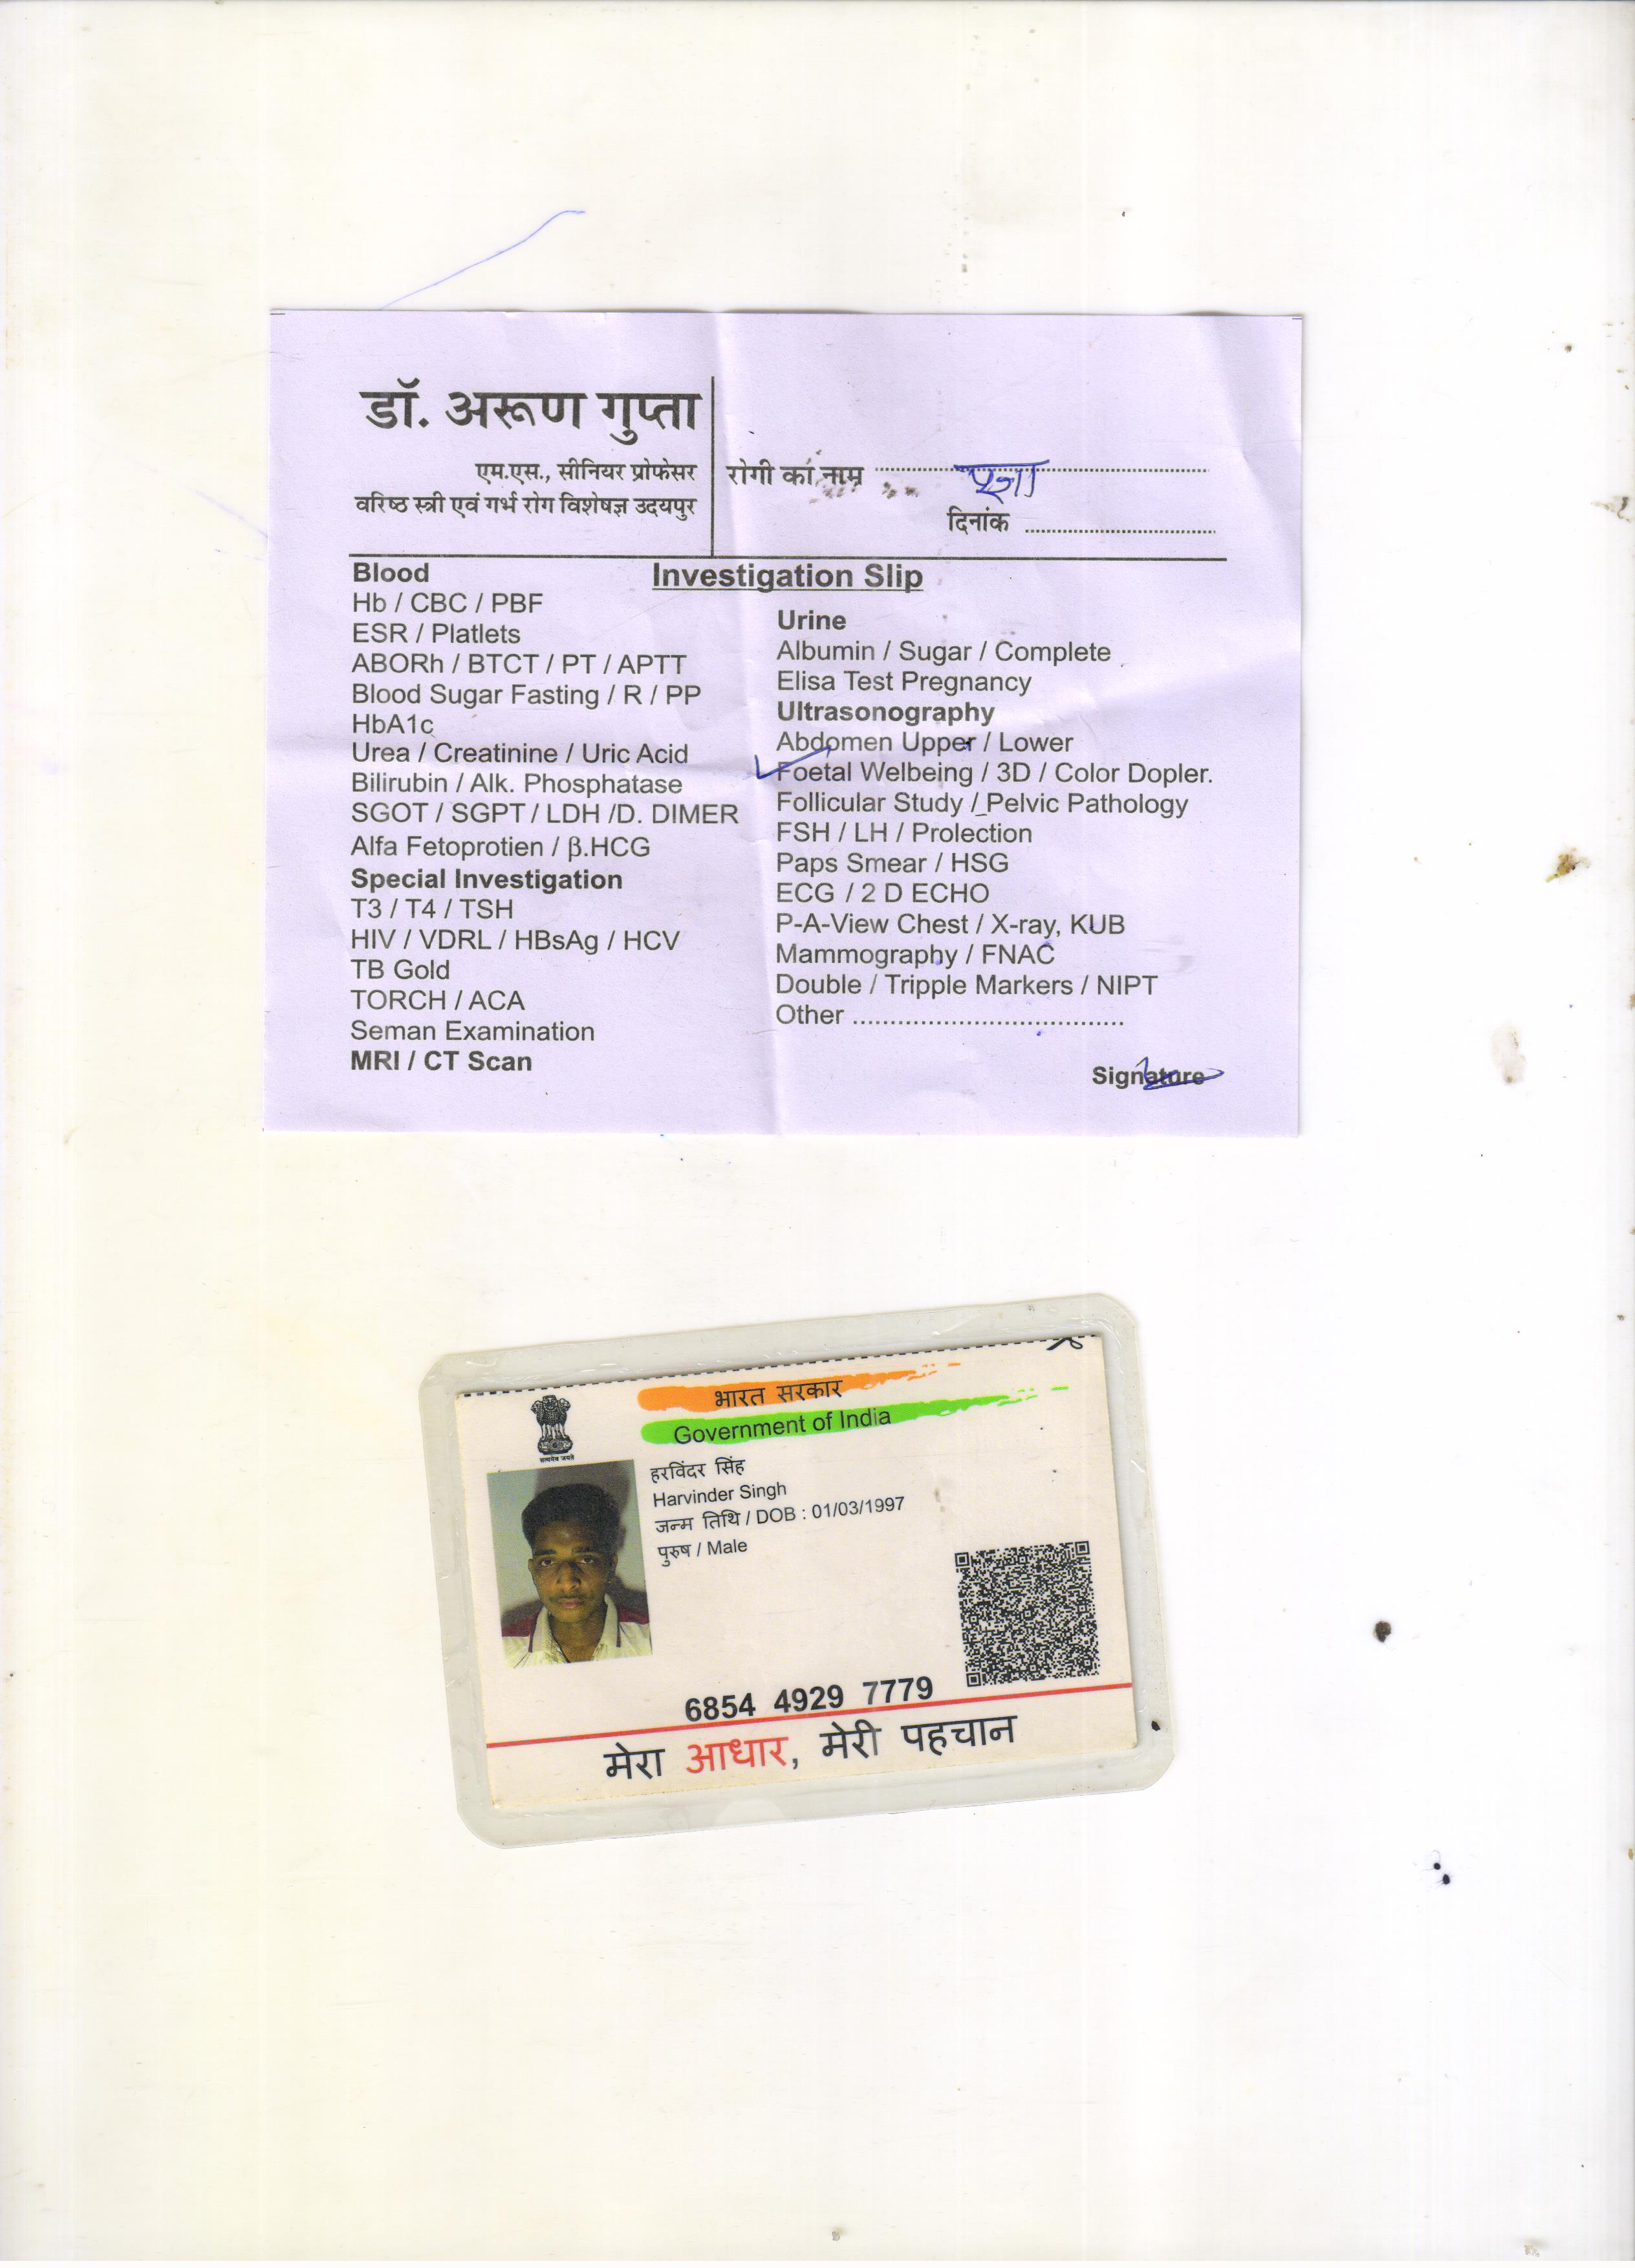 डॉ. अरूण गुप्ता
एम.एस., सीनियर प्रोफेसर
वरिष्ठ स्त्री एवं गर्भ रोग विशेषज्ञ उदयपुर
रोगी का नाम
दिनांक
Investigation Slip
Blood
Hb / CBC / PBF
ESR / Platlets
ABORh / BTCT / PT / APTT
Blood Sugar Fasting / R / PP
HbA1c
Urea / Creatinine / Uric Acid
Bilirubin / Alk. Phosphatase
SGOT / SGPT / LDH /D. DIMER
Alfa Fetoprotien / β.HCG
Special Investigation
T3 / T4 / TSH
HIV / VDRL / HBsAg / HCV
TB Gold
TORCH / ACA
Seman Examination
MRI / CT Scan
Urine
Albumin / Sugar / Complete
Elisa Test Pregnancy
Ultrasonography
Abdomen Upper / Lower
Foetal Welbeing / 3D / Color Dopler.
Follicular Study / Pelvic Pathology
FSH / LH / Prolection
Paps Smear / HSG
ECG / 2 D ECHO
P-A-View Chest / X-ray, KUB
Mammography / FNAC
Double / Tripple Markers / NIPT
Other
Signature
भारत सरकार
Government of India
सत्यमेव जयते
हरविंदर सिंह
Harvinder Singh
जन्म तिथि / DOB : 01/03/1997
पुरुष / Male
6854 4929 7779
मेरा आधार, मेरी पहचान